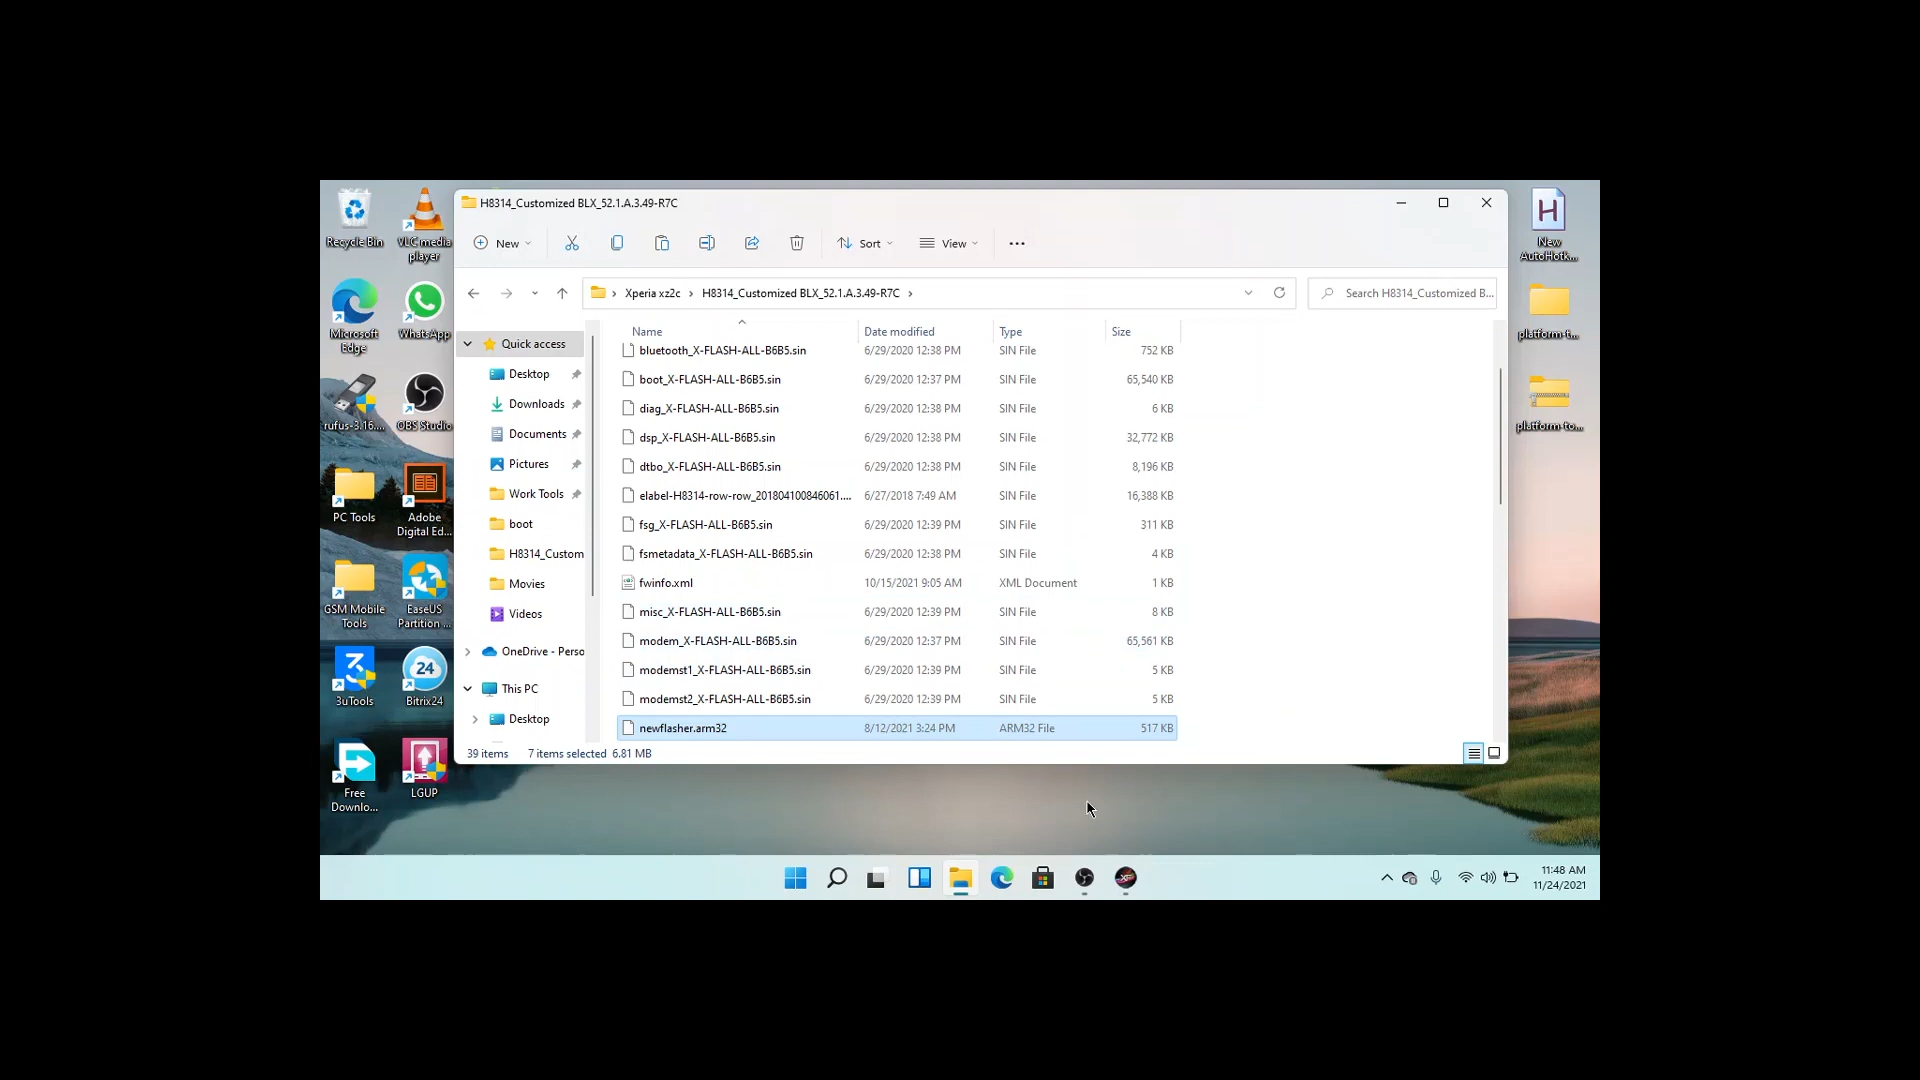 H8314_Customized BLX_52.1.A.3.49-R7C
New
Sort
View
Xperia xz2c › H8314_Customized BLX_52.1.A.3.49-R7C ›
Search H8314_Customized B...
Name Date modified Type Size
bluetooth_X-FLASH-ALL-B6B5.sin 6/29/2020 12:38 PM SIN File 752 KB
boot_X-FLASH-ALL-B6B5.sin 6/29/2020 12:37 PM SIN File 65,540 KB
diag_X-FLASH-ALL-B6B5.sin 6/29/2020 12:38 PM SIN File 6 KB
dsp_X-FLASH-ALL-B6B5.sin 6/29/2020 12:38 PM SIN File 32,772 KB
dtbo_X-FLASH-ALL-B6B5.sin 6/29/2020 12:38 PM SIN File 8,196 KB
elabel-H8314-row-row_201804100846061.... 6/27/2018 7:49 AM SIN File 16,388 KB
fsg_X-FLASH-ALL-B6B5.sin 6/29/2020 12:39 PM SIN File 311 KB
fsmetadata_X-FLASH-ALL-B6B5.sin 6/29/2020 12:38 PM SIN File 4 KB
fwinfo.xml 10/15/2021 9:05 AM XML Document 1 KB
misc_X-FLASH-ALL-B6B5.sin 6/29/2020 12:39 PM SIN File 8 KB
modem_X-FLASH-ALL-B6B5.sin 6/29/2020 12:37 PM SIN File 65,561 KB
modemst1_X-FLASH-ALL-B6B5.sin 6/29/2020 12:39 PM SIN File 5 KB
modemst2_X-FLASH-ALL-B6B5.sin 6/29/2020 12:39 PM SIN File 5 KB
newflasher.arm32 8/12/2021 3:24 PM ARM32 File 517 KB
39 items 7 items selected 6.81 MB
Quick access
Desktop
Downloads
Documents
Pictures
Work Tools
boot
H8314_Custom
Movies
Videos
OneDrive - Perso
This PC
Desktop
Recycle Bin
VLC media
player
Microsoft
Edge
WhatsApp
rufus-3.16....
OBS Studio
PC Tools
Adobe
Digital Ed...
GSM Mobile
Tools
EaseUS
Partition ...
3uTools
24
Bitrix24
Free
Downlo...
LGUP
H
New
AutoHotk...
platform-t...
platform-to...
11:48 AM
11/24/2021